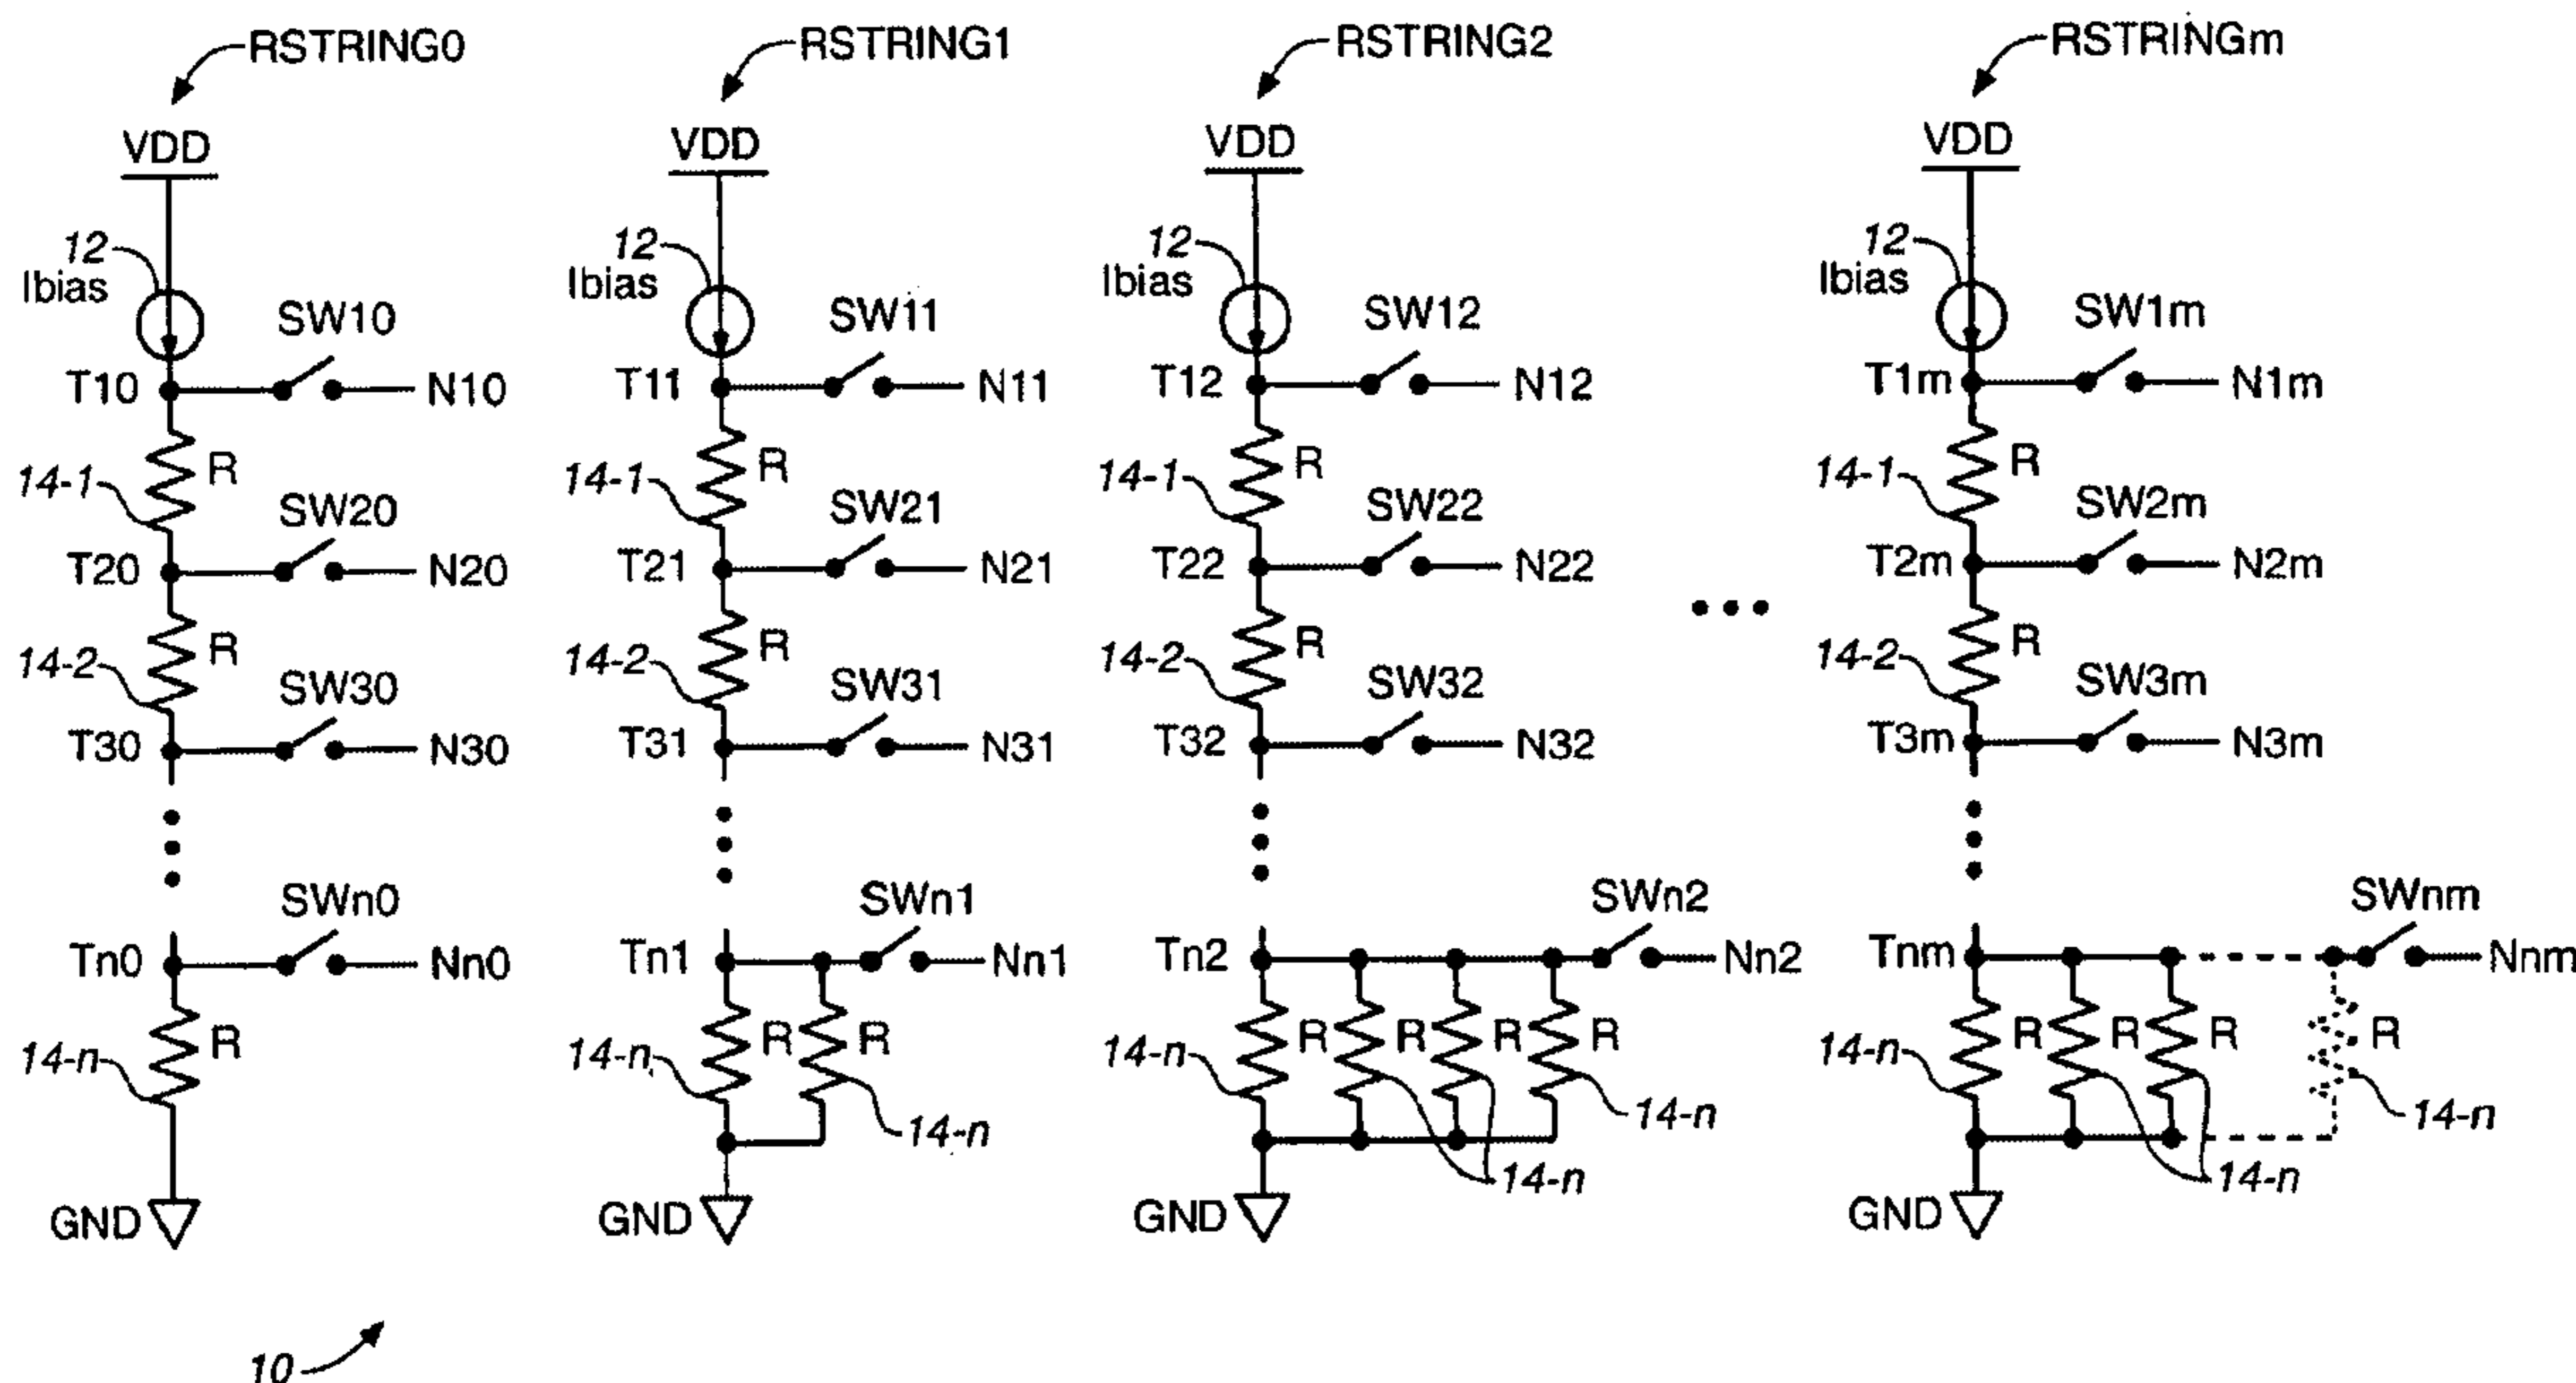 RSTRING0 RSTRING1 RSTRING2 RSTRINGm
VDD VDD VDD VDD
12 12 12 12
Ibias SW10 Ibias SW11 Ibias SW12 Ibias SW1m
T10 N10 T11 N11 T12 N12 T1m N1m
R R R R
14-1 14-1 14-1 14-1
SW20 SW21 SW22 SW2m
T20 N20 T21 N21 T22 N22 T2m N2m
R R R R
14-2 14-2 14-2 14-2
SW30 SW31 SW32 SW3m
T30 N30 T31 N31 T32 N32 T3m N3m
SWn0 SWn1 SWn2 SWnm
Tn0 Nn0 Tn1 Nn1 Tn2 Nn2 Tnm Nnm
R R R R R R R R R R R
14-n 14-n 14-n 14-n
14-n 14-n 14-n
14-n 14-n
GND GND GND GND
10